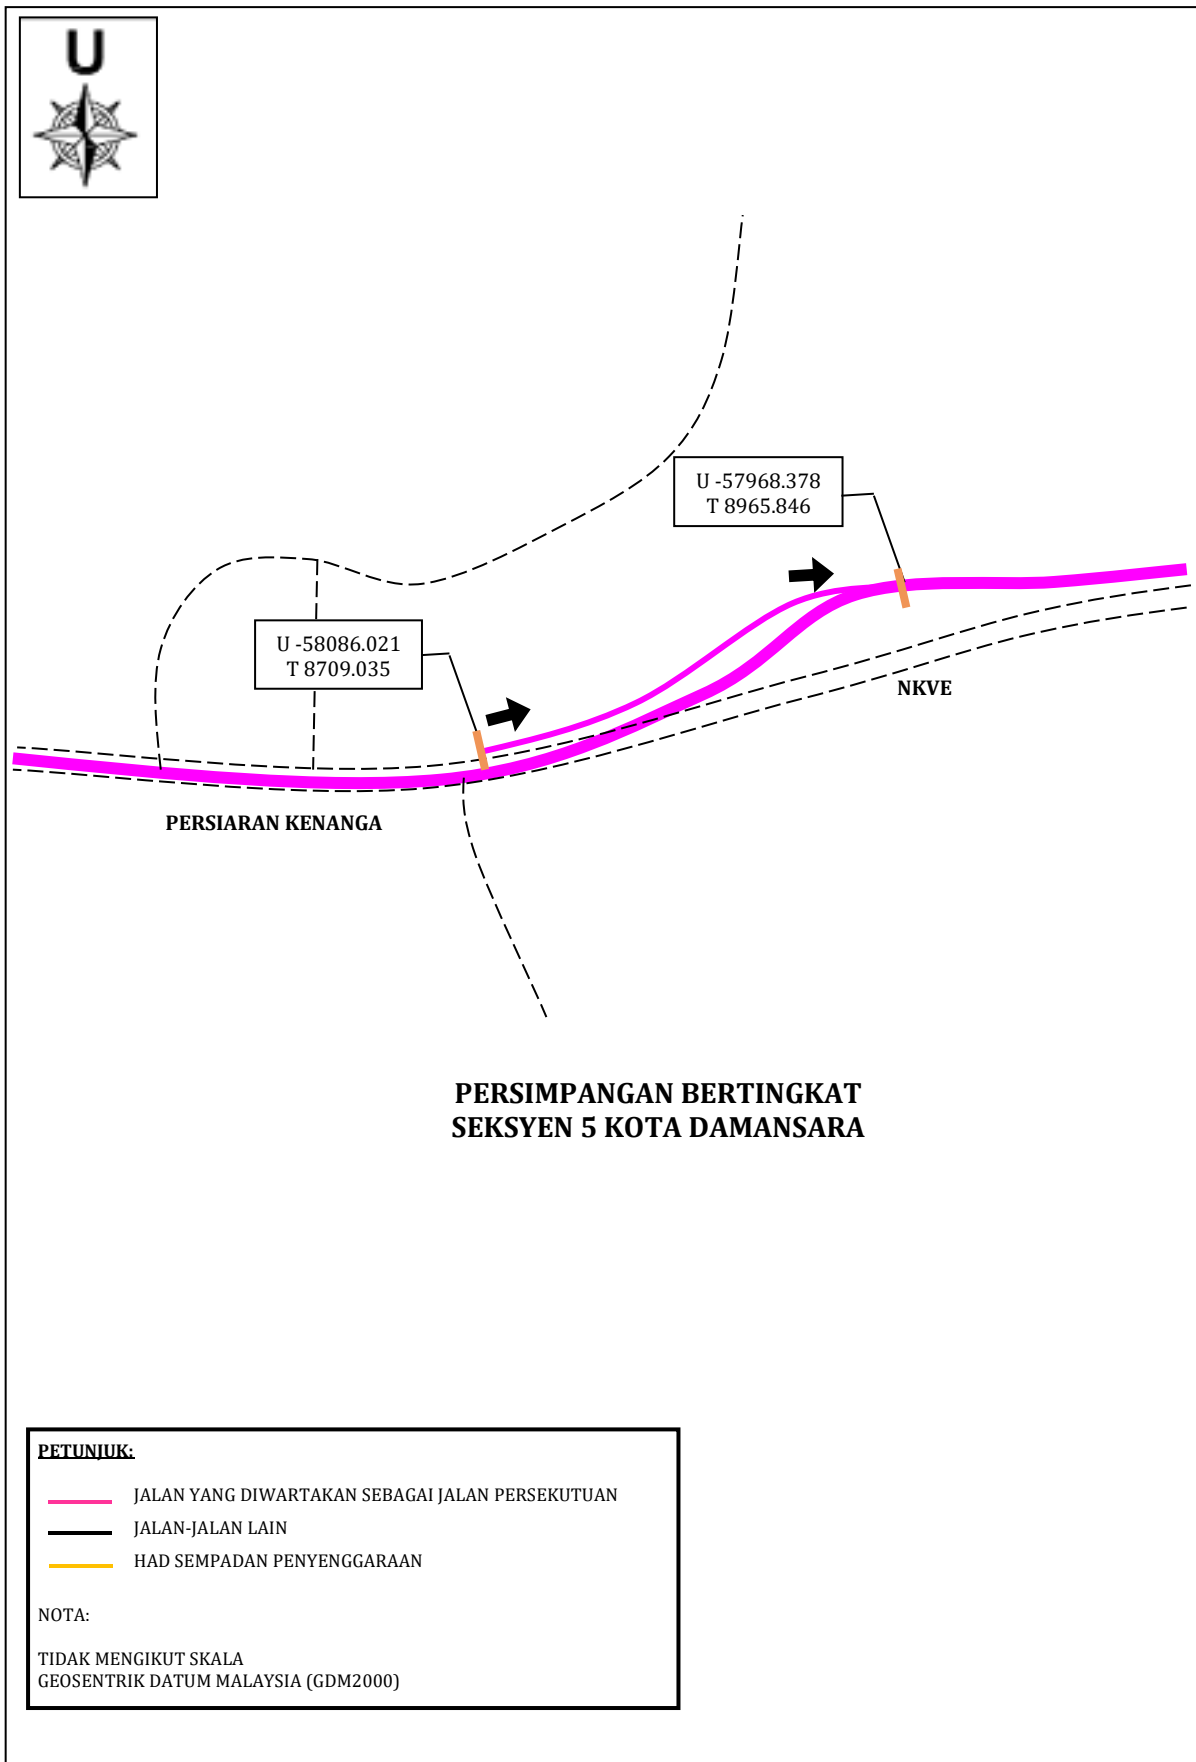 U
U -57968.378
T 8965.846
U -58086.021
T 8709.035
NKVE
PERSIARAN KENANGA
PERSIMPANGAN BERTINGKAT
SEKSYEN 5 KOTA DAMANSARA
PETUNJUK:
JALAN YANG DIWARTAKAN SEBAGAI JALAN PERSEKUTUAN
JALAN-JALAN LAIN
HAD SEMPADAN PENYENGGARAAN
NOTA:
TIDAK MENGIKUT SKALA
GEOSENTRIK DATUM MALAYSIA (GDM2000)